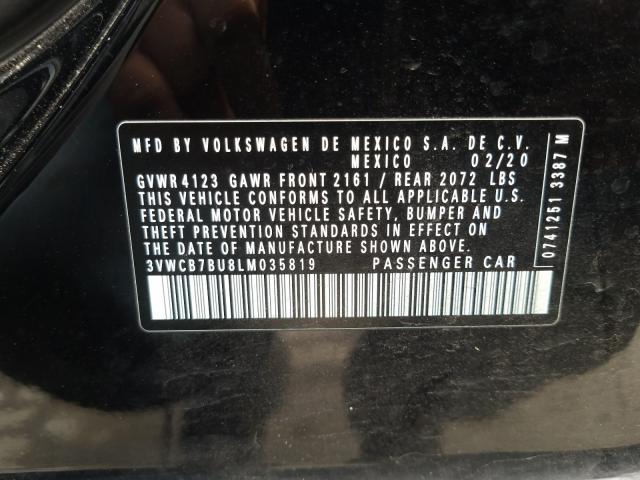 MFD BY VOLKSWAGEN DE MEXICO S.A. DE C.V.
MEXICO 02/20
GVWR 4123 GAWR FRONT 2161 / REAR 2072 LBS
THIS VEHICLE CONFORMS TO ALL APPLICABLE U.S.
FEDERAL MOTOR VEHICLE SAFETY, BUMPER AND
THEFT PREVENTION STANDARDS IN EFFECT ON
THE DATE OF MANUFACTURE SHOWN ABOVE.
3VWCB7BU8LM035819 PASSENGER CAR
0741251 3387 M